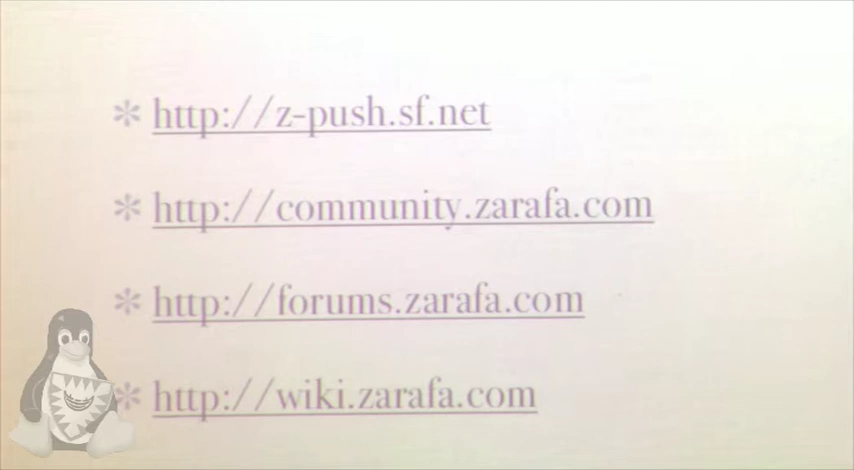 * http://z-push.sf.net
* http://community.zarafa.com
* http://forums.zarafa.com
* http://wiki.zarafa.com